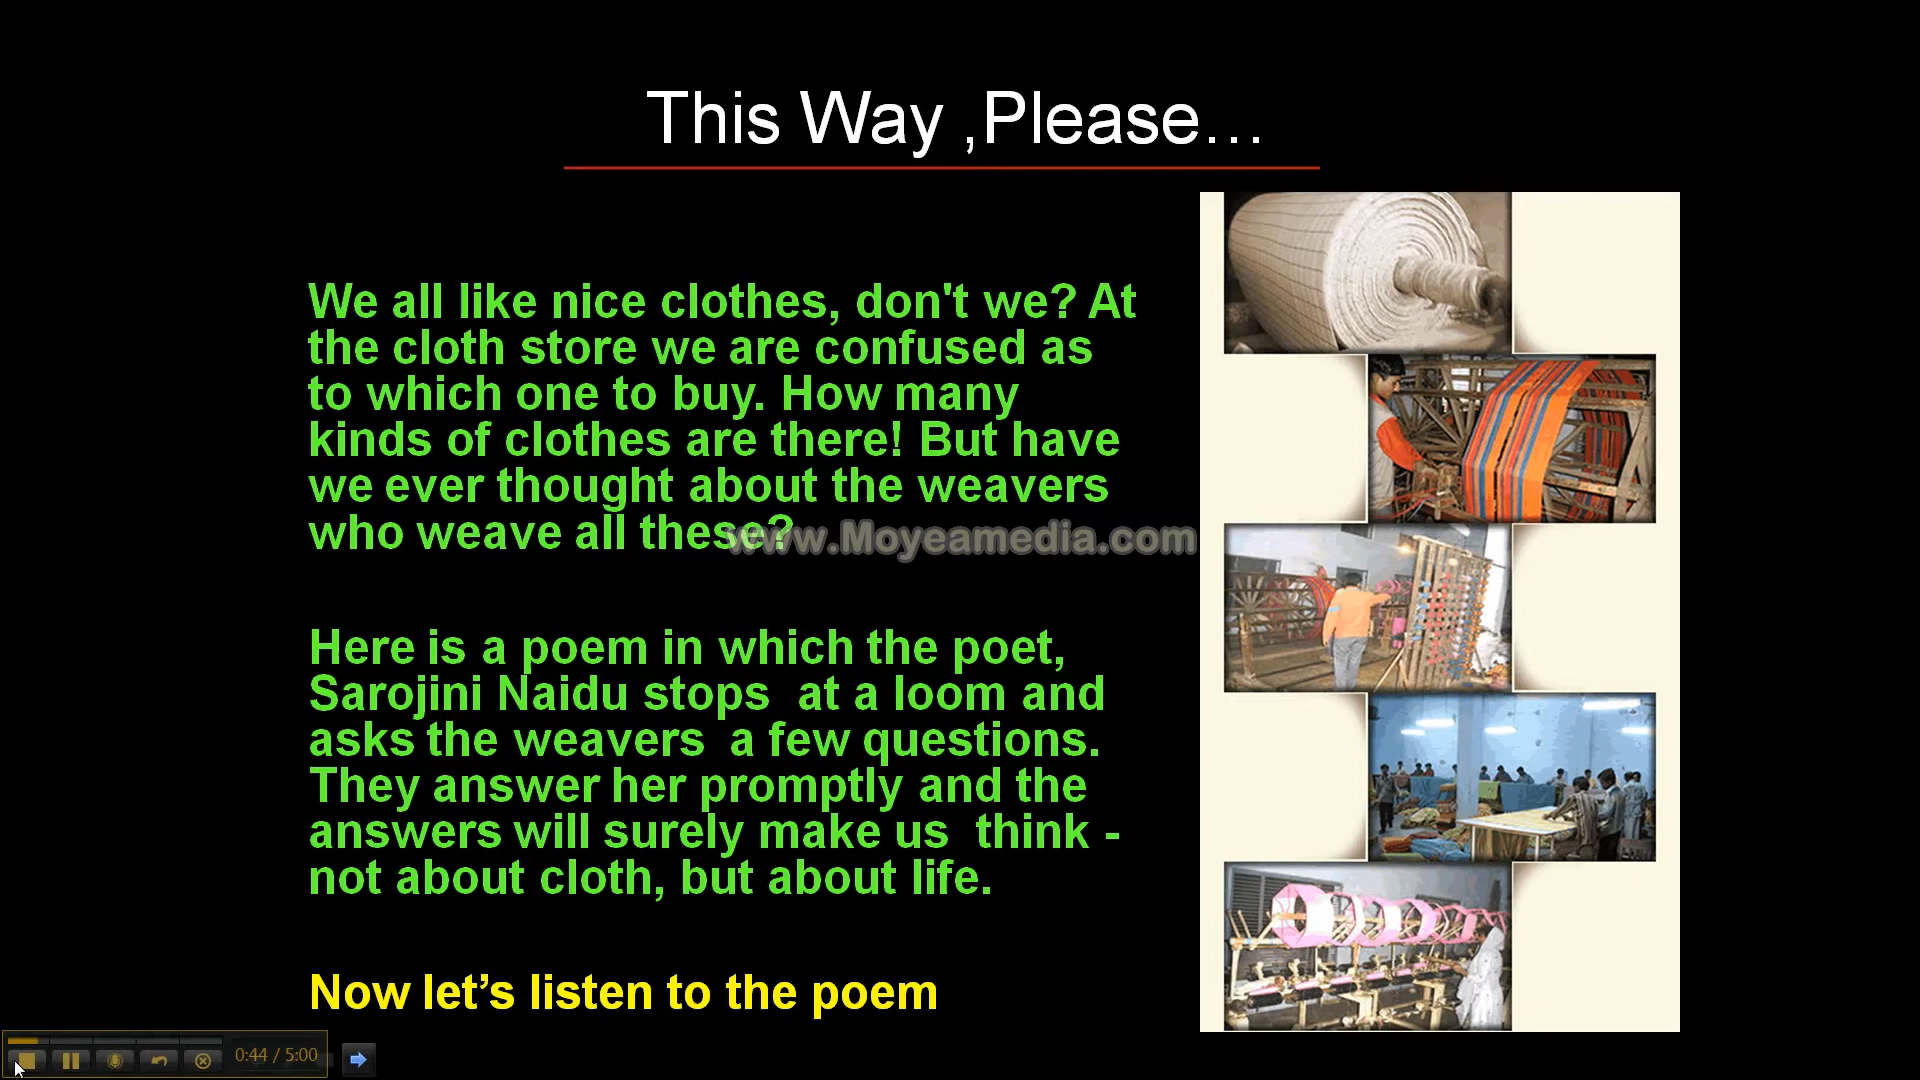 This Way ,Please...
We all like nice clothes, don't we? At
the cloth store we are confused as
to which one to buy. How many
kinds of clothes are there! But have
we ever thought about the weavers
who weave all these?
www.Moyeamedia.com
Here is a poem in which the poet,
Sarojini Naidu stops  at a loom and
asks the weavers  a few questions.
They answer her promptly and the
answers will surely make us  think -
not about cloth, but about life.
Now let’s listen to the poem
0:44 / 5:00